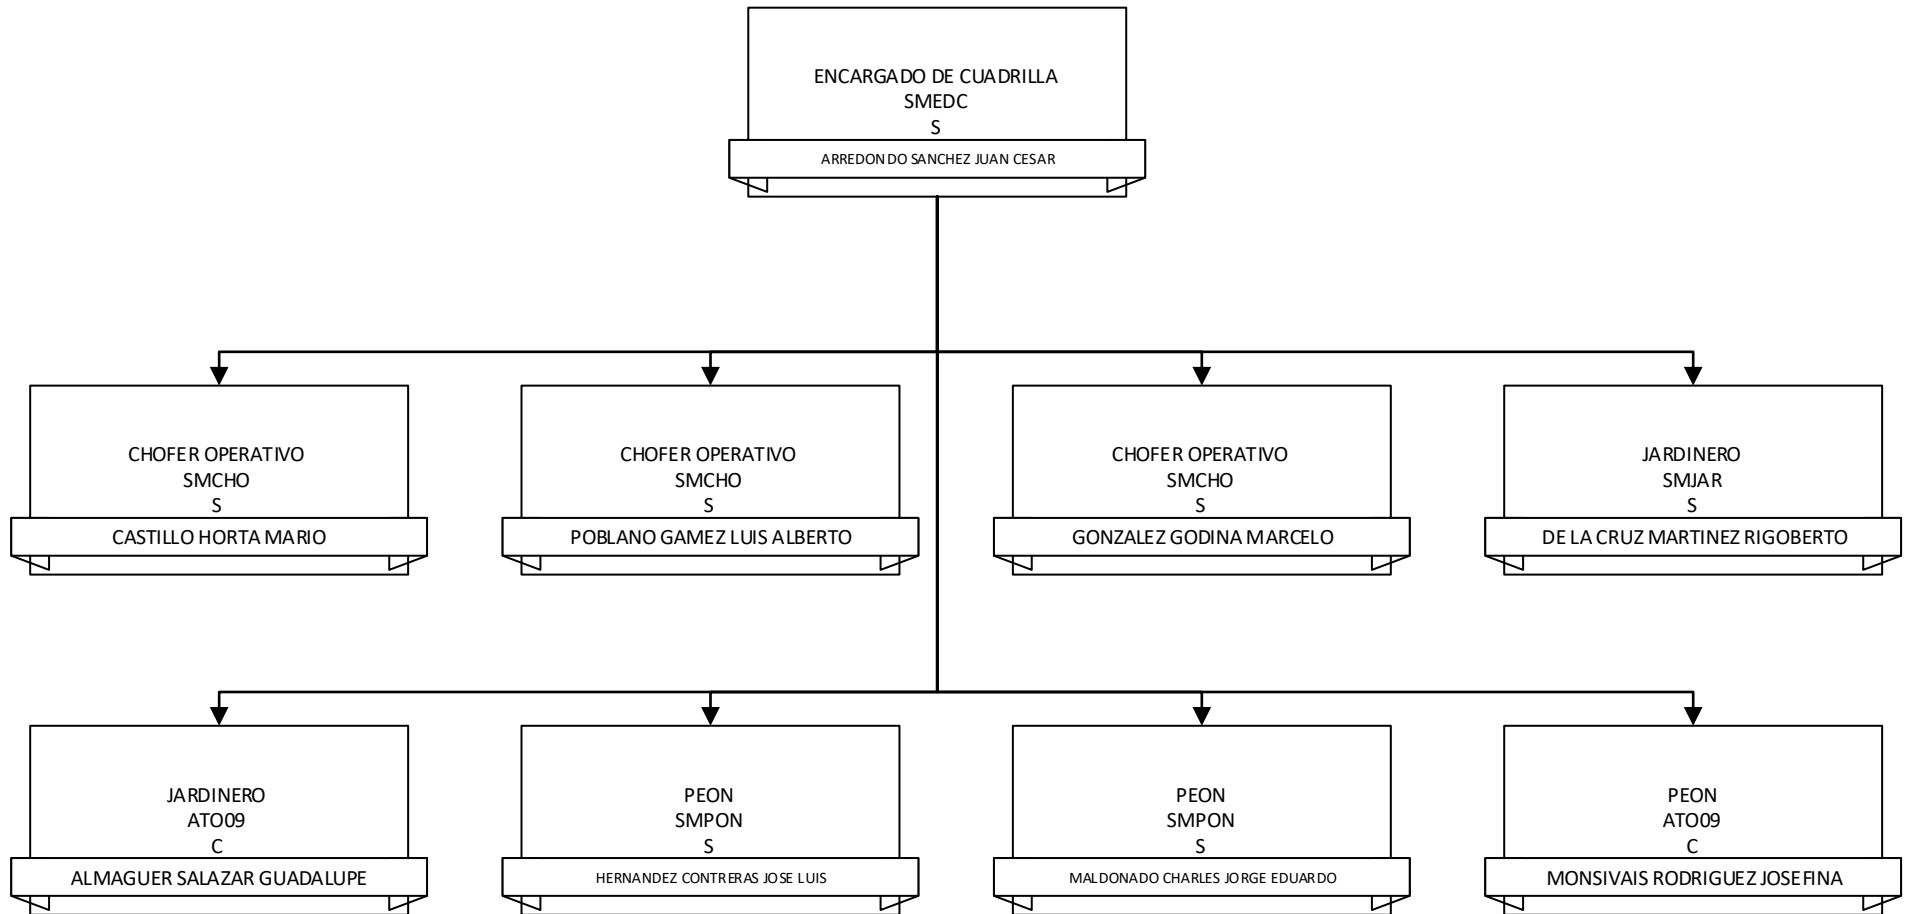 ENCARGADO DE CUADRILLA
SMEDC
S
ARREDONDO SANCHEZ JUAN CESAR
CHOFER OPERATIVO
SMCHO
S
CASTILLO HORTA MARIO
CHOFER OPERATIVO
SMCHO
S
POBLANO GAMEZ LUIS ALBERTO
CHOFER OPERATIVO
SMCHO
S
GONZALEZ GODINA MARCELO
JARDINERO
SMJAR
S
DE LA CRUZ MARTINEZ RIGOBERTO
JARDINERO
ATO09
C
ALMAGUER SALAZAR GUADALUPE
PEON
SMPON
S
HERNANDEZ CONTRERAS JOSE LUIS
PEON
SMPON
S
MALDONADO CHARLES JORGE EDUARDO
PEON
ATO09
C
MONSIVAIS RODRIGUEZ JOSEFINA